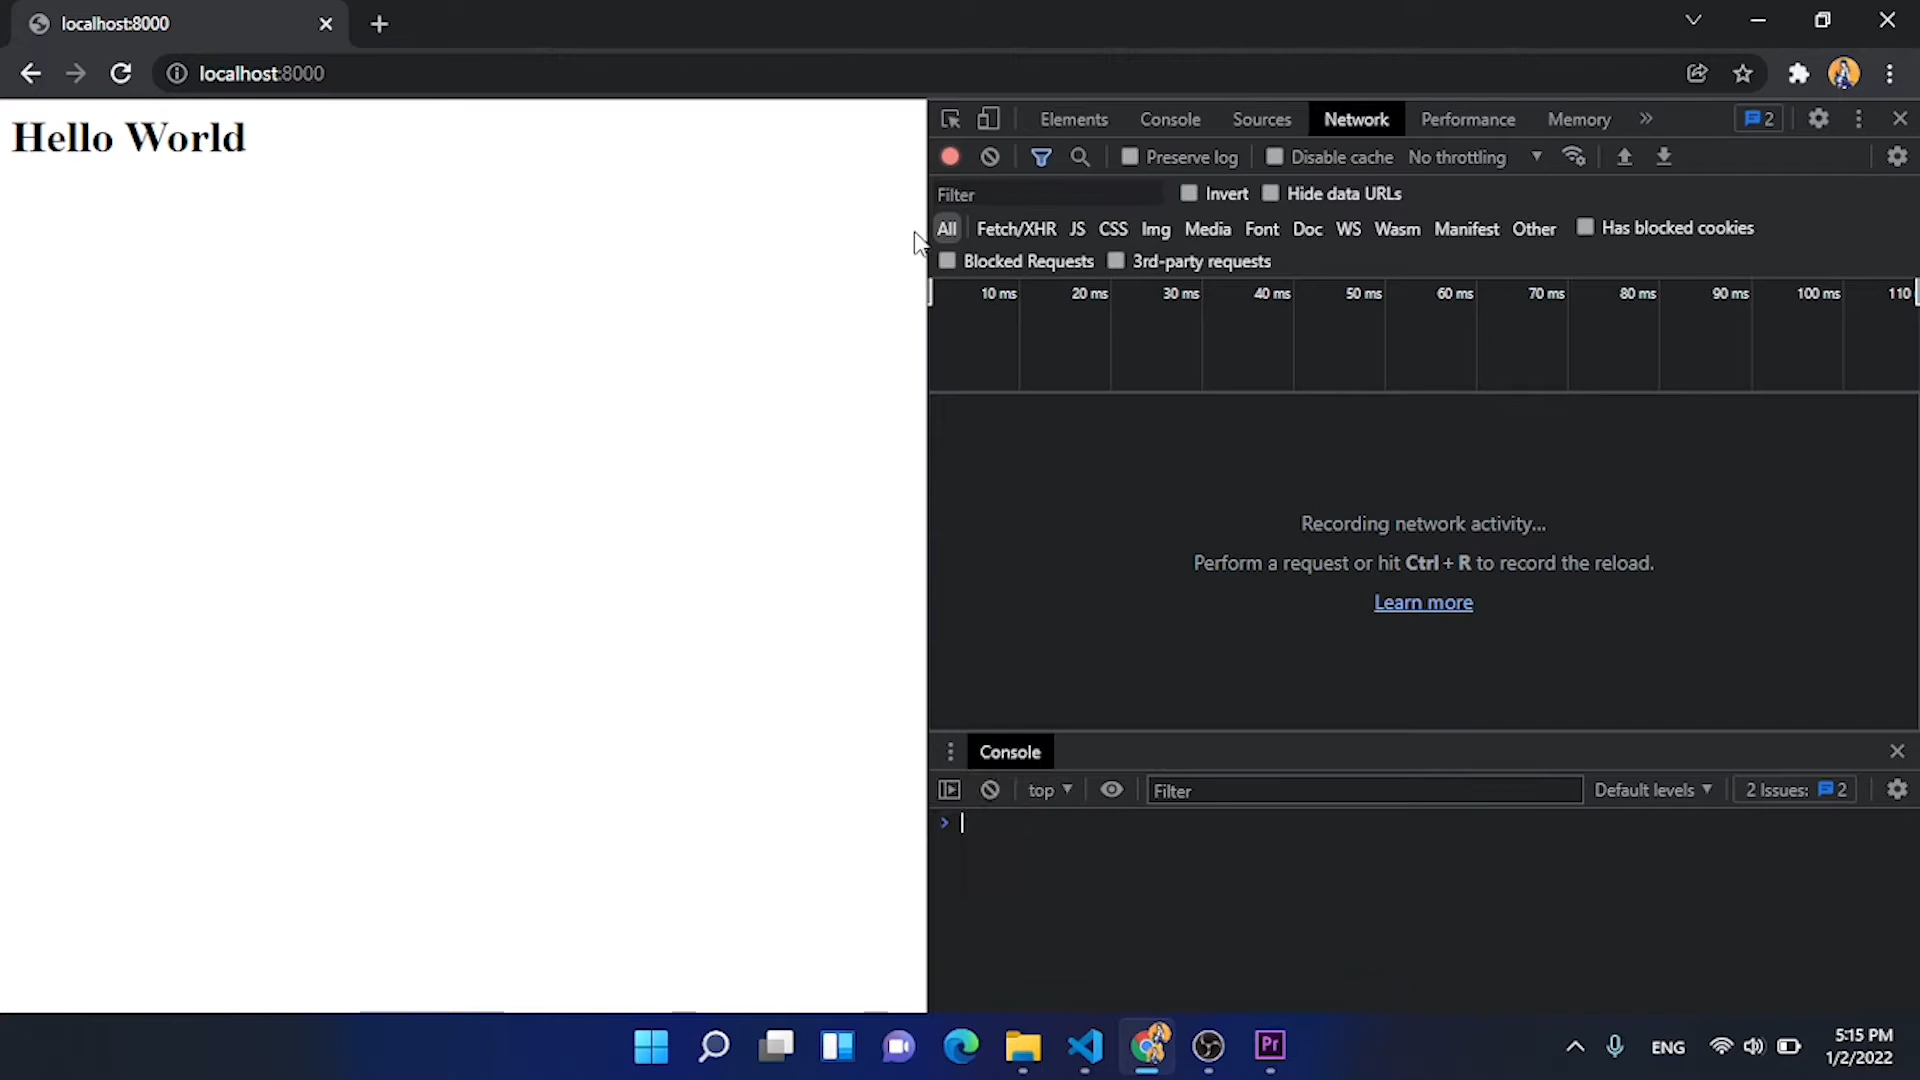 localhost:8000
localhost:8000
Hello World
Elements Console Sources Network Performance Memory » 2
Preserve log Disable cache No throttling
Filter Invert Hide data URLs
All Fetch/XHR JS CSS Img Media Font Doc WS Wasm Manifest Other Has blocked cookies
Blocked Requests 3rd-party requests
10 ms 20 ms 30 ms 40 ms 50 ms 60 ms 70 ms 80 ms 90 ms 100 ms 110
Recording network activity...
Perform a request or hit Ctrl + R to record the reload.
Learn more
Console
top Filter Default levels 2 Issues: 2
>
Pr
ENG
5:15 PM
1/2/2022